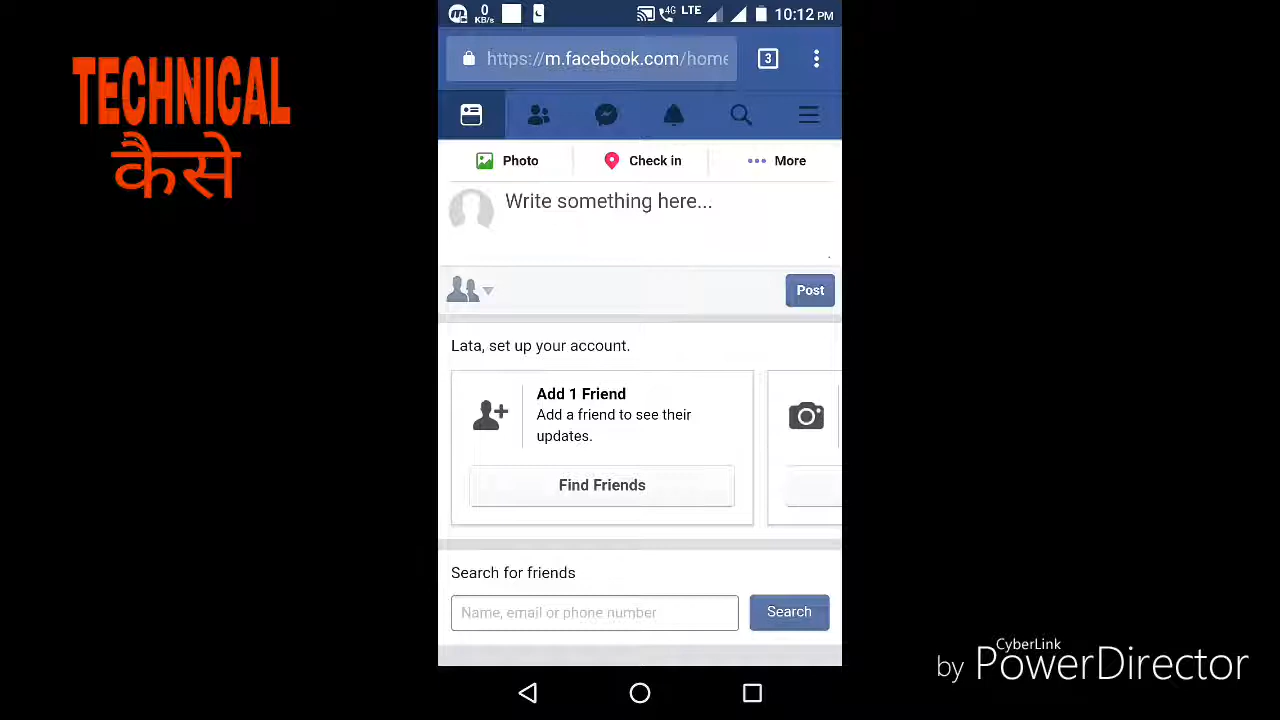 TECHNICAL
कैसे
0
KB/s
4G
LTE
10:12 PM
https://m.facebook.com/home
3
Photo
Check in
More
Write something here...
Post
Lata, set up your account.
Add 1 Friend
Add a friend to see their
updates.
Find Friends
Search for friends
Name, email or phone number
Search
CyberLink
by PowerDirector